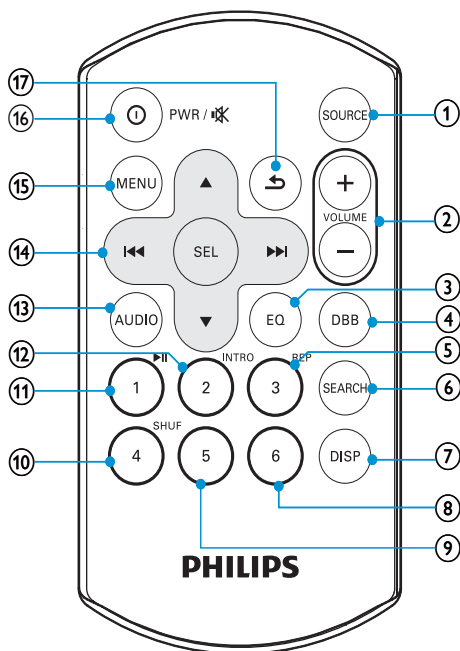 17
16
PWR /
SOURCE
1
15
MENU
+
VOLUME
−
2
14
SEL
3
13
AUDIO
EQ
DBB
4
12
INTRO
REP
5
11
1
2
3
SEARCH
6
SHUF
10
4
5
6
DISP
7
8
9
PHILIPS